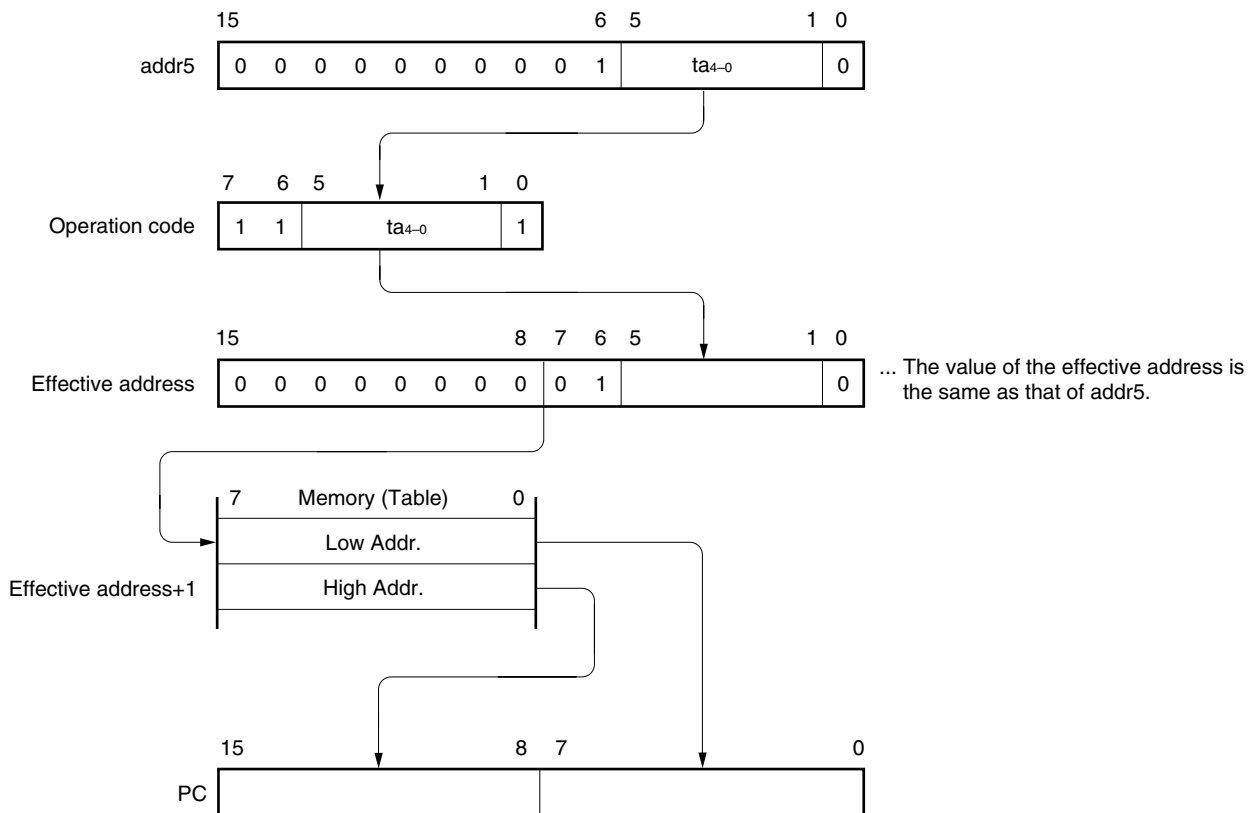 15 6 5 1 0
addr5 0 0 0 0 0 0 0 0 0 1 ta4–0 0
7 6 5 1 0
Operation code 1 1 ta4–0 1
15 8 7 6 5 1 0
Effective address 0 0 0 0 0 0 0 0 0 1 0 ... The value of the effective address is
the same as that of addr5.
7 Memory (Table) 0
Low Addr.
Effective address+1 High Addr.
15 8 7 0
PC